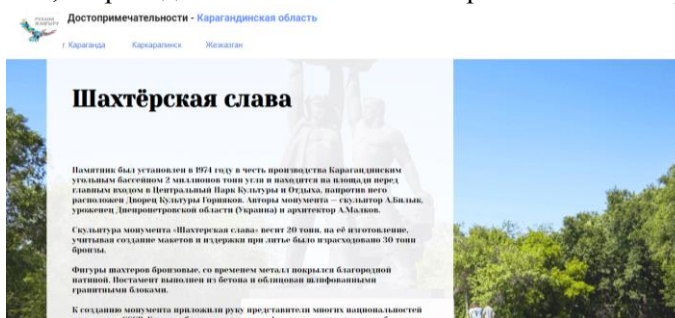 Достопримечательности - Карагандинская область
г. Караганда Каркаралинск Жезказган
Шахтёрская слава
Памятник был установлен в 1974 году в честь производства Карагандинским
угольным бассейном 2 миллионов тонн угля и находится на площади перед
главным входом в Центральный Парк Культуры и Отдыха, напротив него
расположен Дворец Культуры Горняков. Авторы монумента – скульптор А.Билык,
уроженец Днепропетровской области (Украина) и архитектор А.Малков.
Скульптура монумента «Шахтерская слава» весит 20 тонн, на её изготовление,
учитывая создание макетов и издержки при литье было израсходовано 30 тонн
бронзы.
Фигуры шахтеров бронзовые, со временем металл покрылся благородной
патиной. Постамент выполнен из бетона и облицован шлифованными
гранитными блоками.
К созданию монумента приложили руку представители многих национальностей